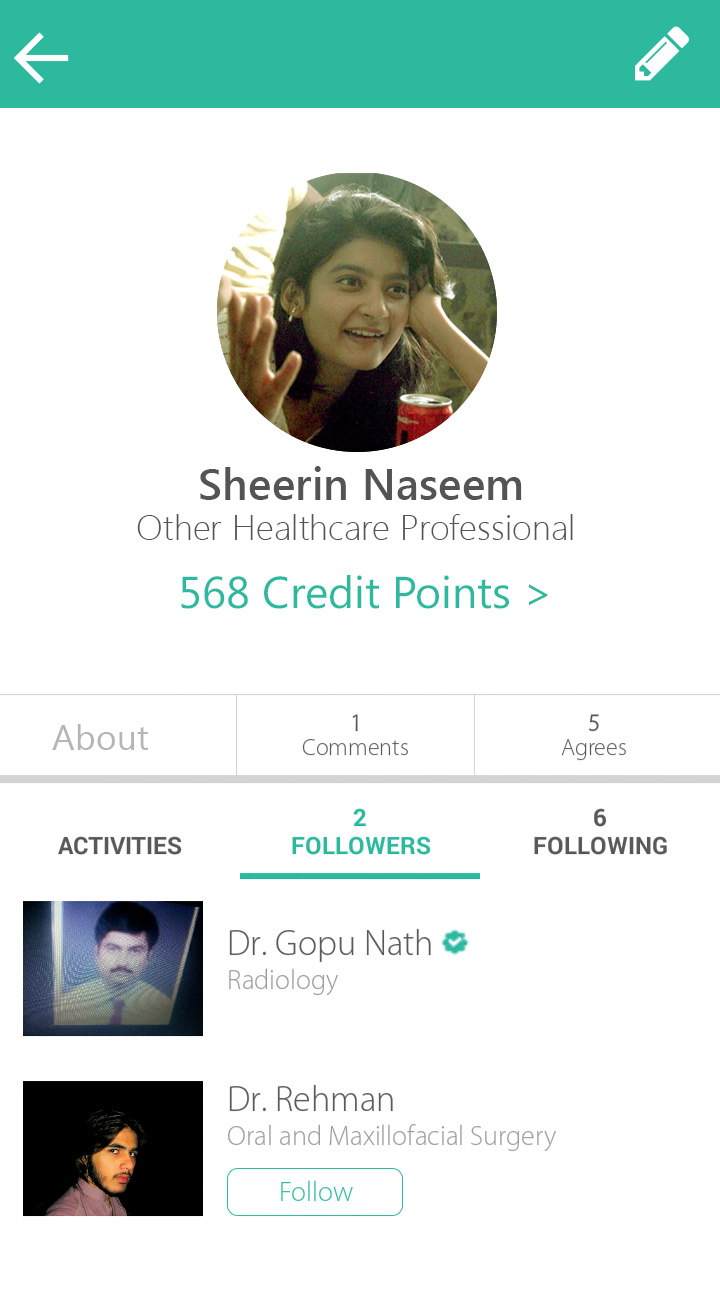 Sheerin Naseem
Other Healthcare Professional
568 Credit Points >
About
1
Comments
5
Agrees
ACTIVITIES
2
FOLLOWERS
6
FOLLOWING
Dr. Gopu Nath
Radiology
Dr. Rehman
Oral and Maxillofacial Surgery
Follow